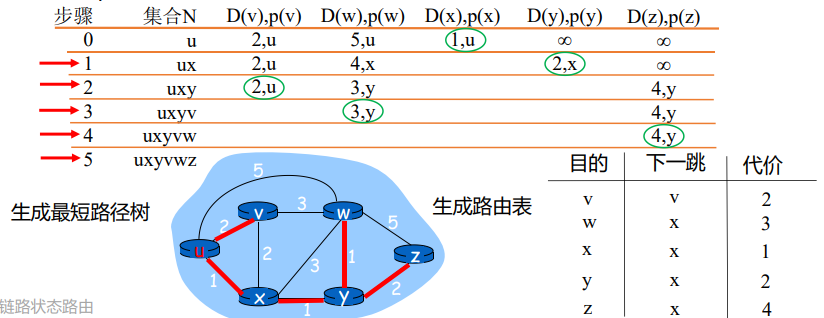 步骤 集合N D(v),p(v) D(w),p(w) D(x),p(x) D(y),p(y) D(z),p(z)
0 u 2,u 5,u 1,u ∞ ∞
1 ux 2,u 4,x 2,x ∞
2 uxy 2,u 3,y 4,y
3 uxyv 3,y 4,y
4 uxyvw 4,y
5 uxyvwz
生成最短路径树
5
v 3 w 5
2 2 3 1
u z
1 x 1 y 2
生成路由表
目的 下一跳 代价
v v 2
w x 3
x x 1
y x 2
z x 4
链路状态路由